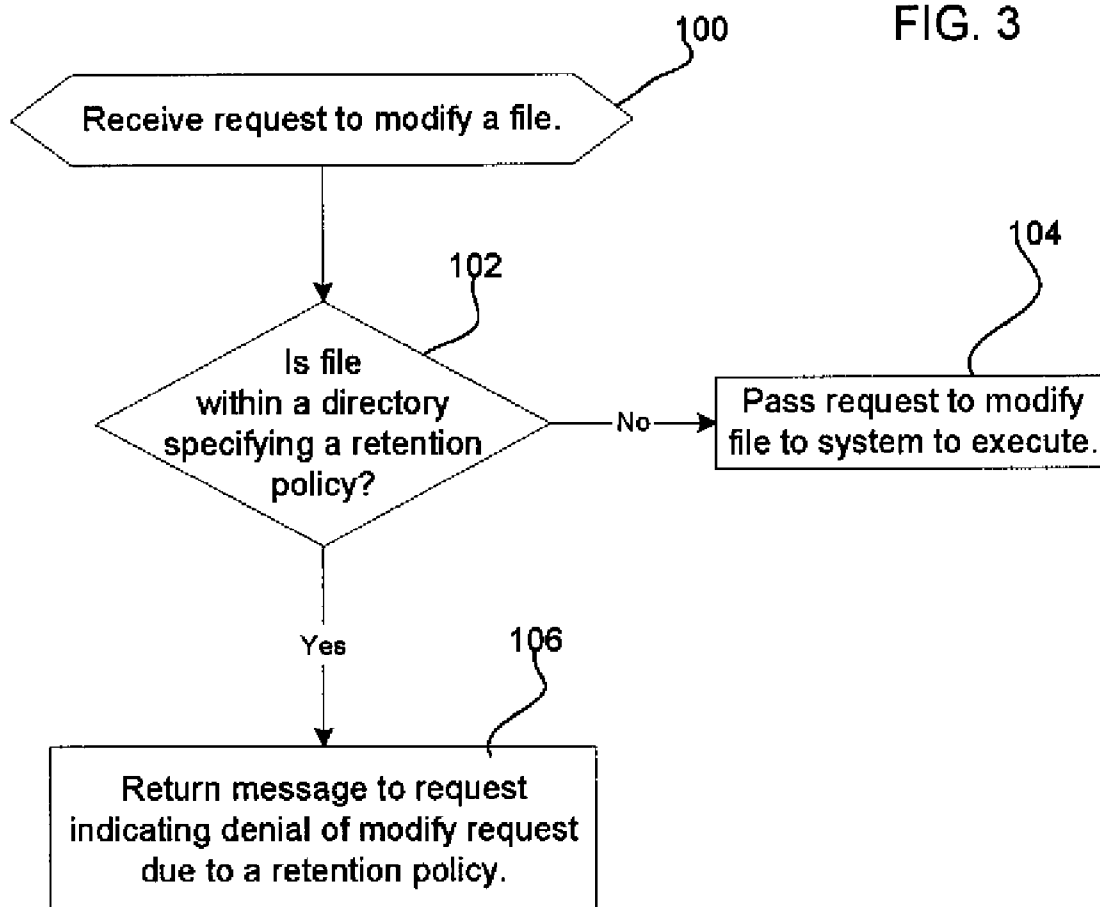 FIG. 3
100
Receive request to modify a file.
102
Is file
within a directory
specifying a retention
policy?
No
104
Pass request to modify
file to system to execute.
Yes
106
Return message to request
indicating denial of modify request
due to a retention policy.